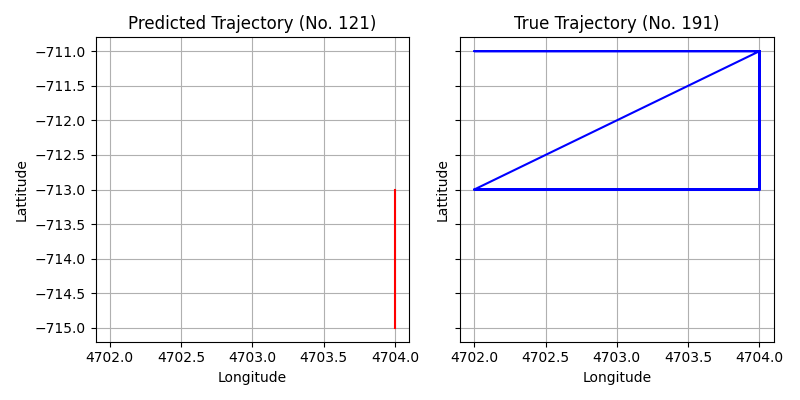 Predicted Trajectory (No. 121)
True Trajectory (No. 191)
Lattitude
−711.0
−711.5
−712.0
−712.5
−713.0
−713.5
−714.0
−714.5
−715.0
4702.0 4702.5 4703.0 4703.5 4704.0
Longitude
Lattitude
4702.0 4702.5 4703.0 4703.5 4704.0
Longitude